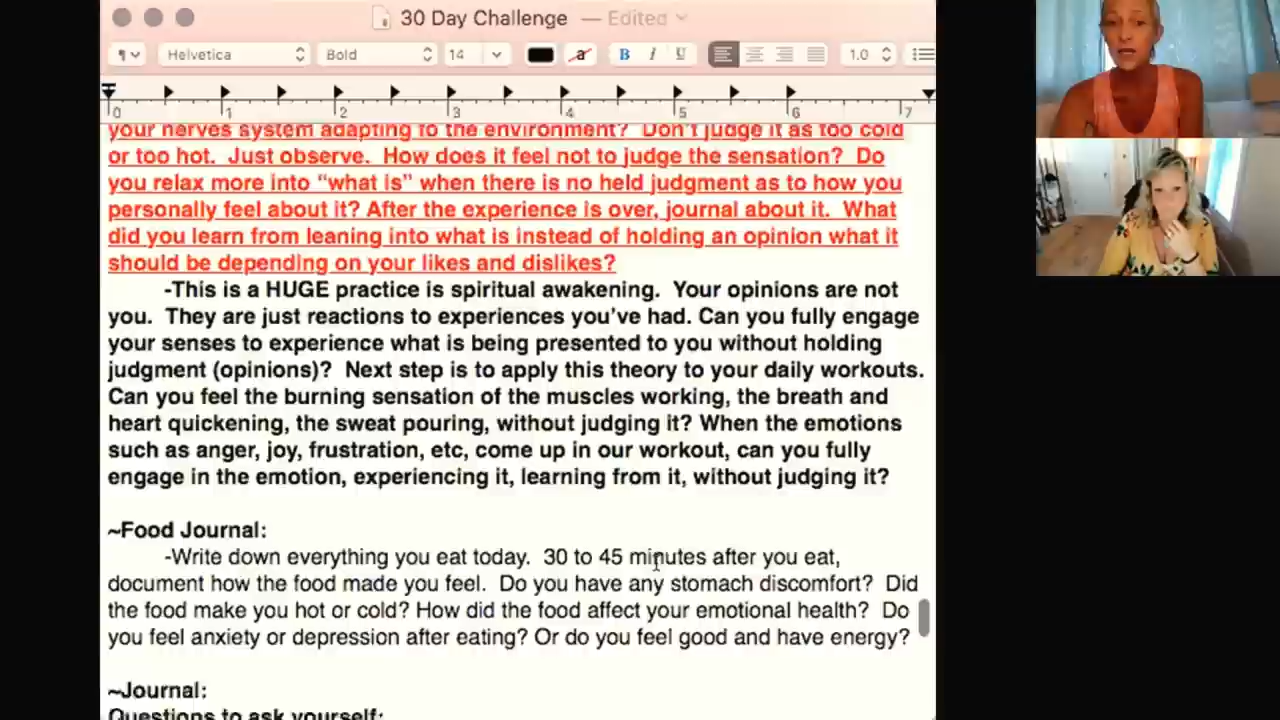 30 Day Challenge — Edited
¶ Helvetica Bold 14 a B I U 1.0
0 1 2 3 4 5 6 7
your nerves system adapting to the environment?  Don't judge it as too cold
or too hot.  Just observe.  How does it feel not to judge the sensation?  Do
you relax more into “what is” when there is no held judgment as to how you
personally feel about it? After the experience is over, journal about it.  What
did you learn from leaning into what is instead of holding an opinion what it
should be depending on your likes and dislikes?
-This is a HUGE practice is spiritual awakening.  Your opinions are not
you.  They are just reactions to experiences you've had. Can you fully engage
your senses to experience what is being presented to you without holding
judgment (opinions)?  Next step is to apply this theory to your daily workouts.
Can you feel the burning sensation of the muscles working, the breath and
heart quickening, the sweat pouring, without judging it? When the emotions
such as anger, joy, frustration, etc, come up in our workout, can you fully
engage in the emotion, experiencing it, learning from it, without judging it?
~Food Journal:
-Write down everything you eat today.  30 to 45 minutes after you eat,
document how the food made you feel.  Do you have any stomach discomfort?  Did
the food make you hot or cold? How did the food affect your emotional health?  Do
you feel anxiety or depression after eating? Or do you feel good and have energy?
~Journal:
Questions to ask yourself: